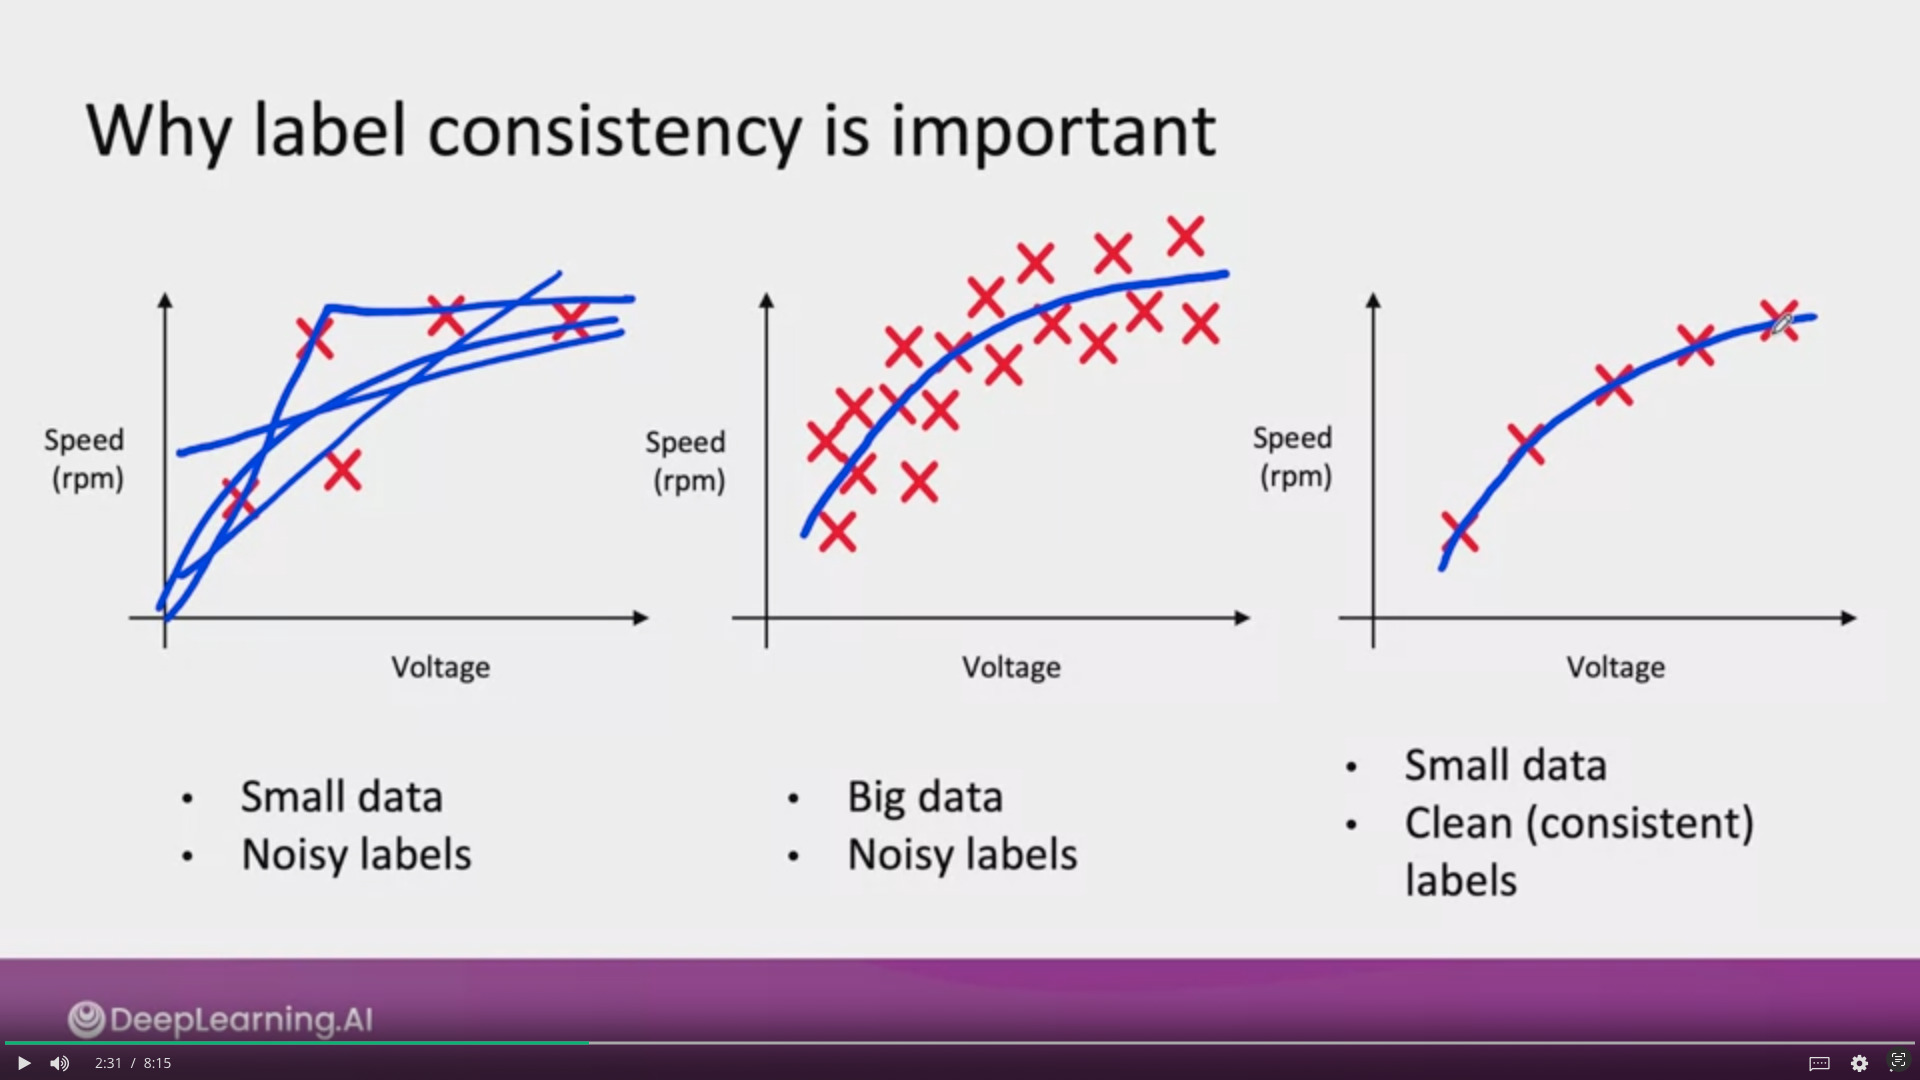 Why label consistency is important
Speed
(rpm)
Voltage
Speed
(rpm)
Voltage
Speed
(rpm)
Voltage
• Small data
• Noisy labels
• Big data
• Noisy labels
• Small data
• Clean (consistent)
labels
DeepLearning.AI
2:31 / 8:15